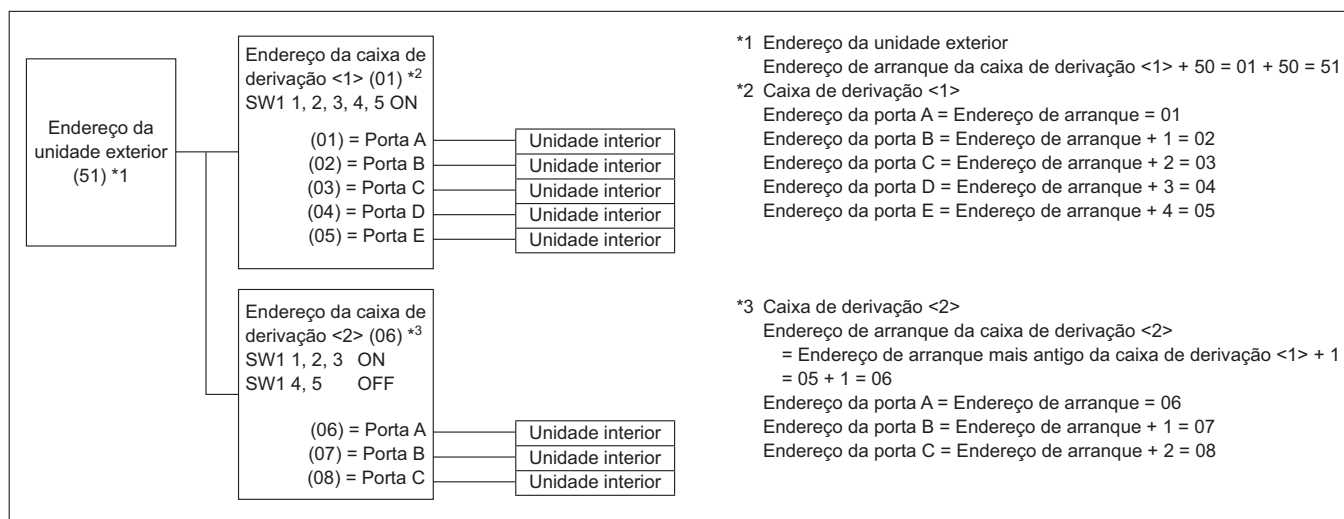 Endereço da
unidade exterior
(51) *1
Endereço da caixa de
derivação <1> (01) *2
SW1 1, 2, 3, 4, 5 ON
(01) = Porta A
(02) = Porta B
(03) = Porta C
(04) = Porta D
(05) = Porta E
Unidade interior
Unidade interior
Unidade interior
Unidade interior
Unidade interior
Endereço da caixa de
derivação <2> (06) *3
SW1 1, 2, 3 ON
SW1 4, 5 OFF
(06) = Porta A
(07) = Porta B
(08) = Porta C
Unidade interior
Unidade interior
Unidade interior
*1 Endereço da unidade exterior
Endereço de arranque da caixa de derivação <1> + 50 = 01 + 50 = 51
*2 Caixa de derivação <1>
Endereço da porta A = Endereço de arranque = 01
Endereço da porta B = Endereço de arranque + 1 = 02
Endereço da porta C = Endereço de arranque + 2 = 03
Endereço da porta D = Endereço de arranque + 3 = 04
Endereço da porta E = Endereço de arranque + 4 = 05
*3 Caixa de derivação <2>
Endereço de arranque da caixa de derivação <2>
= Endereço de arranque mais antigo da caixa de derivação <1> + 1
= 05 + 1 = 06
Endereço da porta A = Endereço de arranque = 06
Endereço da porta B = Endereço de arranque + 1 = 07
Endereço da porta C = Endereço de arranque + 2 = 08